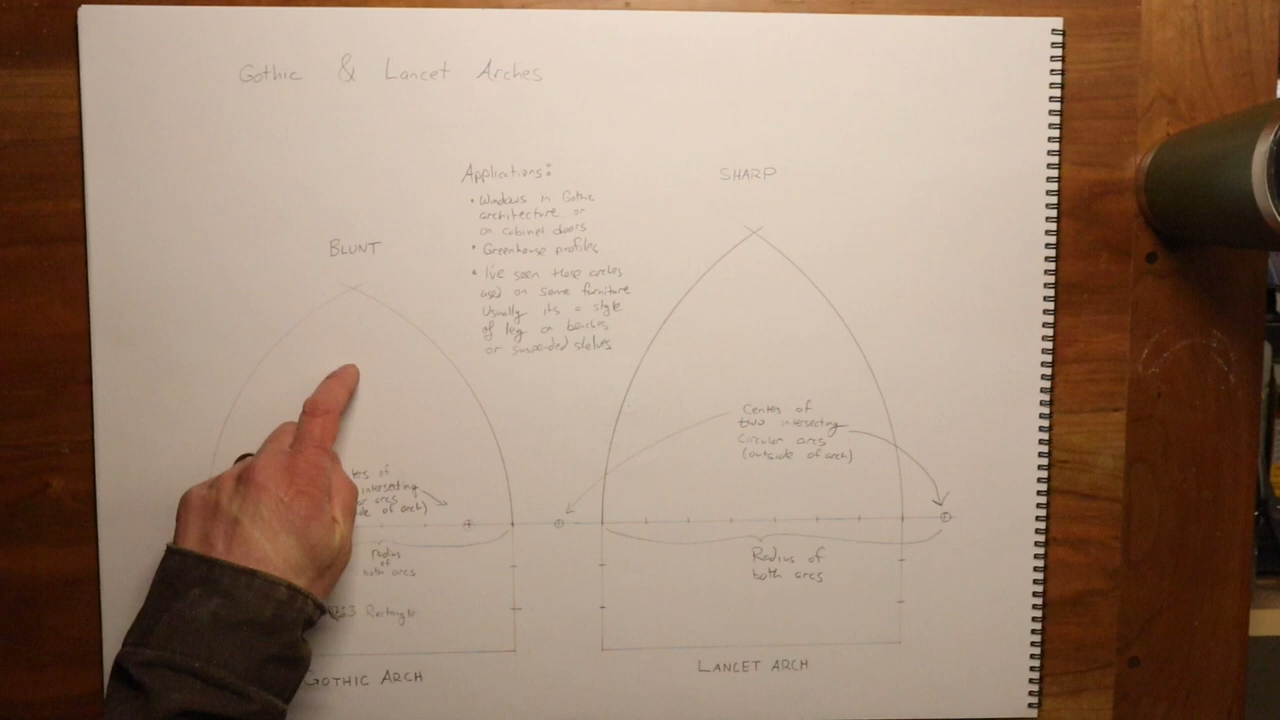 Gothic & Lancet Arches
Applications:
• Windows in Gothic
architecture or
on cabinet doors
• Greenhouse profiles
• I've seen these arches
used on some furniture
Usually its a style
of leg on benches
or suspended shelves
BLUNT
SHARP
of
intersecting
arcs
of arch)
radius
of
both arcs
Rectangle
GOTHIC ARCH
Center of
two intersecting
circular arcs
(outside of arch)
Radius of
both arcs
LANCET ARCH